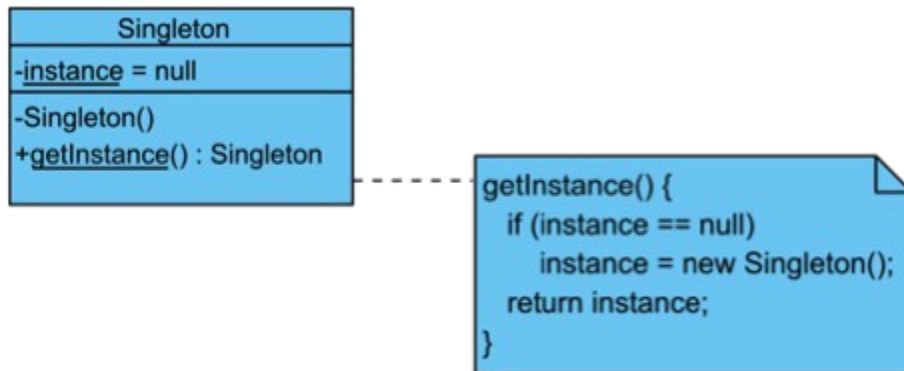 Singleton
-instance = null
-Singleton()
+getInstance() : Singleton
getInstance() {
if (instance == null)
instance = new Singleton();
return instance;
}